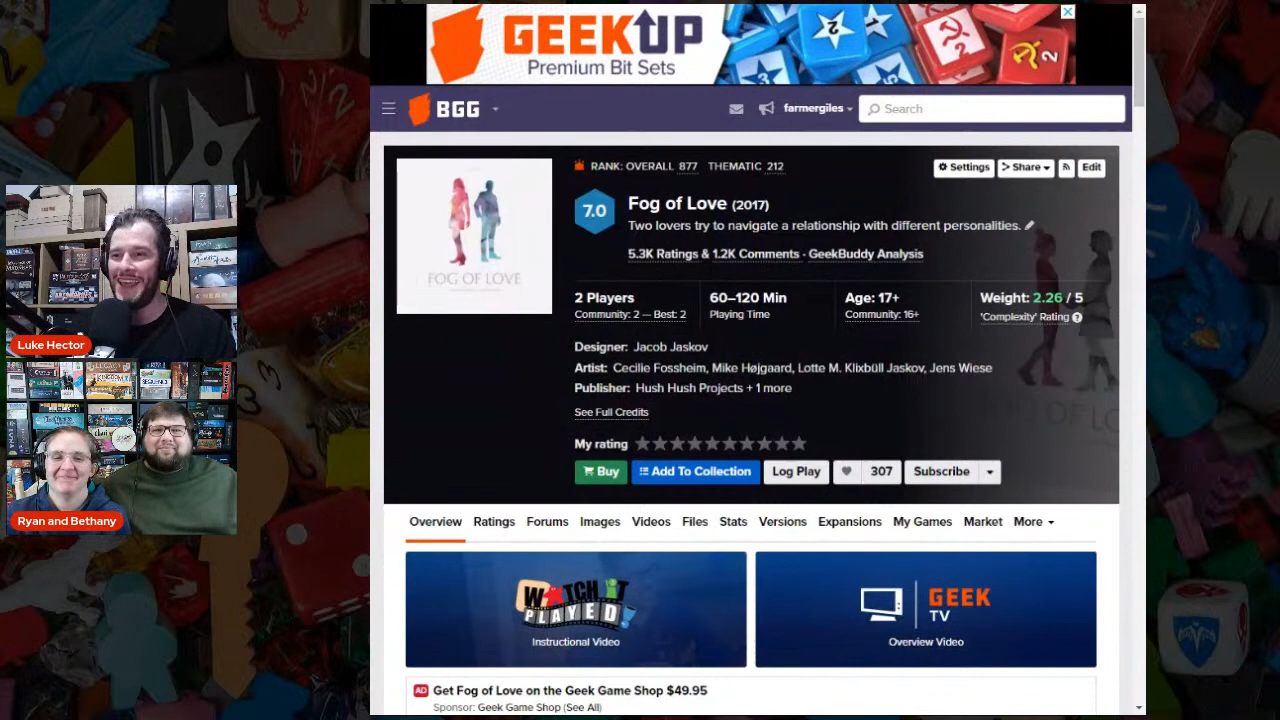 GEEKUP
Premium Bit Sets
BGG
farmergiles
Search
RANK: OVERALL 877 THEMATIC 212
Settings
Share
Edit
7.0
Fog of Love (2017)
Two lovers try to navigate a relationship with different personalities.
5.3K Ratings & 1.2K Comments · GeekBuddy Analysis
FOG OF LOVE
2 Players
Community: 2 — Best: 2
60–120 Min
Playing Time
Age: 17+
Community: 16+
Weight: 2.26 / 5
'Complexity' Rating
Designer: Jacob Jaskov
Artist: Cecilie Fossheim, Mike Højgaard, Lotte M. Klixbüll Jaskov, Jens Wiese
Publisher: Hush Hush Projects + 1 more
See Full Credits
My rating
Buy
Add To Collection
Log Play
307
Subscribe
Overview Ratings Forums Images Videos Files Stats Versions Expansions My Games Market More
WATCH IT
PLAYED
Instructional Video
GEEK
TV
Overview Video
AD Get Fog of Love on the Geek Game Shop $49.95
Sponsor: Geek Game Shop (See All)
Luke Hector
LEGACY
KINGDOM
SEQUENCE
Ryan and Bethany